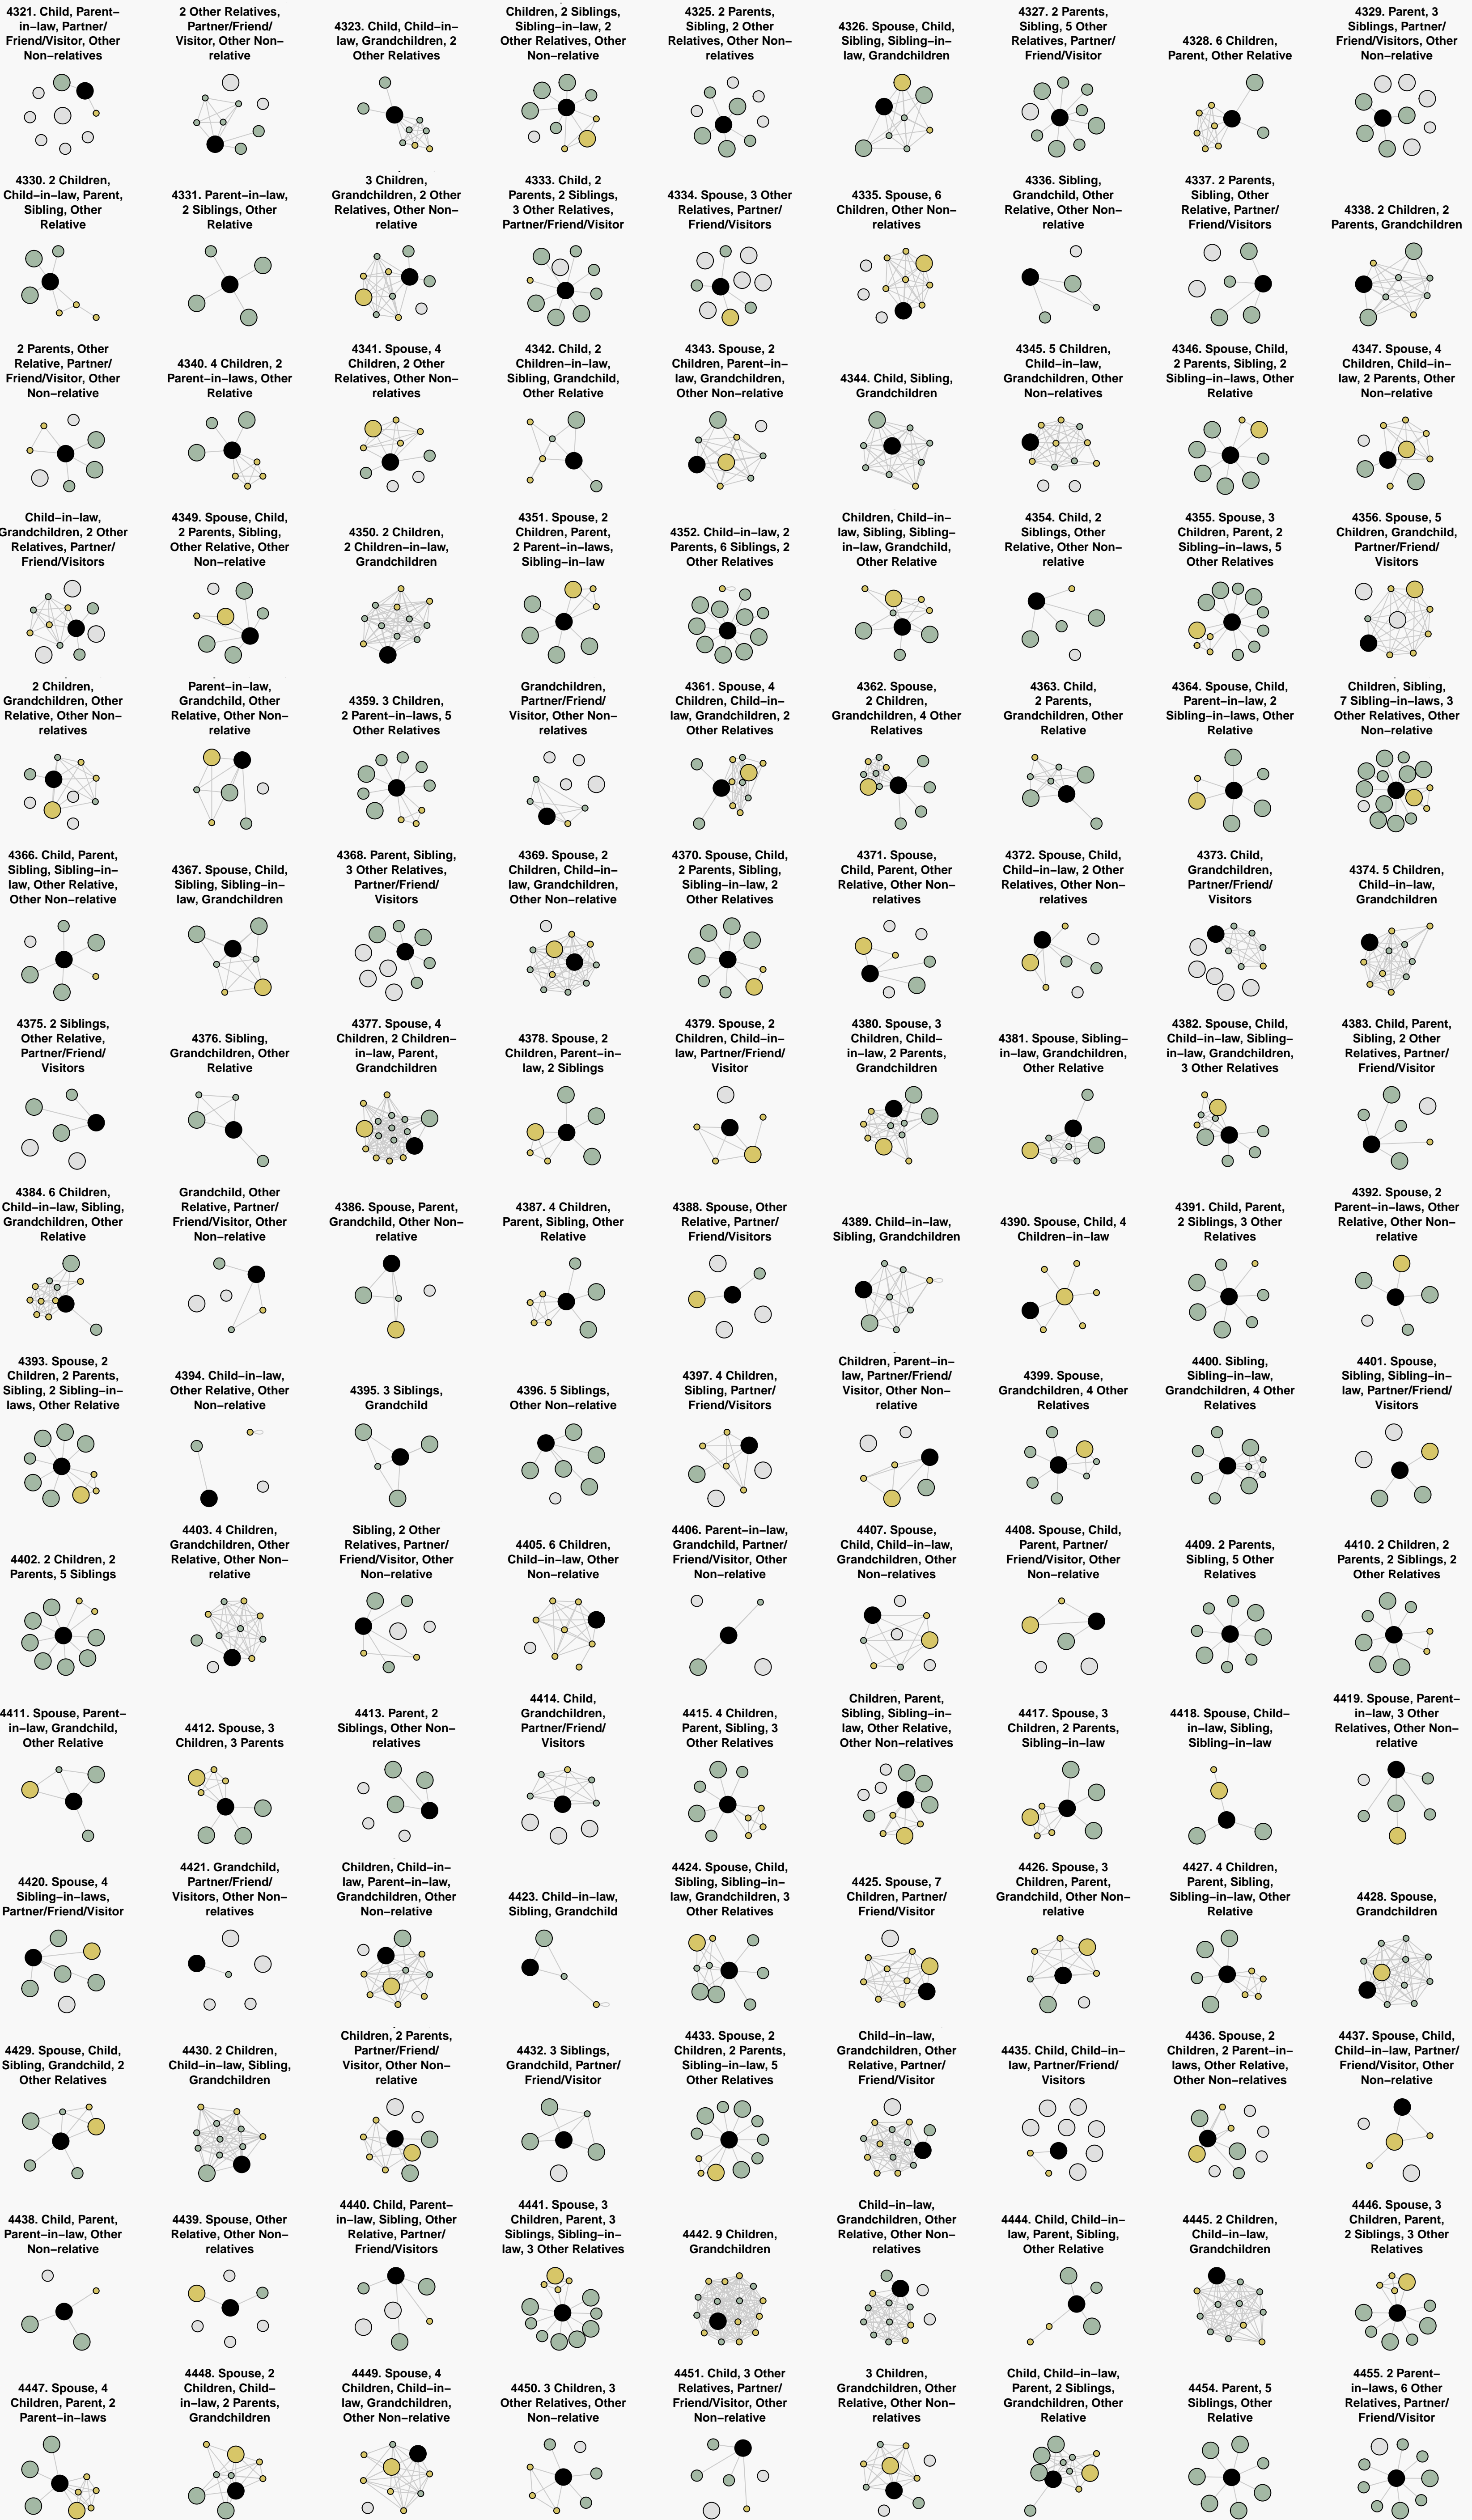 4321. Child, Parent−
in−law, Partner/
Friend/Visitor, Other
Non−relatives
2 Other Relatives,
Partner/Friend/
Visitor, Other Non−
relative
4323. Child, Child−in−
law, Grandchildren, 2
Other Relatives
Children, 2 Siblings,
Sibling−in−law, 2
Other Relatives, Other
Non−relative
4325. 2 Parents,
Sibling, 2 Other
Relatives, Other Non−
relatives
4326. Spouse, Child,
Sibling, Sibling−in−
law, Grandchildren
4327. 2 Parents,
Sibling, 5 Other
Relatives, Partner/
Friend/Visitor
4328. 6 Children,
Parent, Other Relative
4329. Parent, 3
Siblings, Partner/
Friend/Visitors, Other
Non−relative
4330. 2 Children,
Child−in−law, Parent,
Sibling, Other
Relative
4331. Parent−in−law,
2 Siblings, Other
Relative
3 Children,
Grandchildren, 2 Other
Relatives, Other Non−
relative
4333. Child, 2
Parents, 2 Siblings,
3 Other Relatives,
Partner/Friend/Visitor
4334. Spouse, 3 Other
Relatives, Partner/
Friend/Visitors
4335. Spouse, 6
Children, Other Non−
relatives
4336. Sibling,
Grandchild, Other
Relative, Other Non−
relative
4337. 2 Parents,
Sibling, Other
Relative, Partner/
Friend/Visitors
4338. 2 Children, 2
Parents, Grandchildren
2 Parents, Other
Relative, Partner/
Friend/Visitor, Other
Non−relative
4340. 4 Children, 2
Parent−in−laws, Other
Relative
4341. Spouse, 4
Children, 2 Other
Relatives, Other Non−
relatives
4342. Child, 2
Children−in−law,
Sibling, Grandchild,
Other Relative
4343. Spouse, 2
Children, Parent−in−
law, Grandchildren,
Other Non−relative
4344. Child, Sibling,
Grandchildren
4345. 5 Children,
Child−in−law,
Grandchildren, Other
Non−relatives
4346. Spouse, Child,
2 Parents, Sibling, 2
Sibling−in−laws, Other
Relative
4347. Spouse, 4
Children, Child−in−
law, 2 Parents, Other
Non−relative
Child−in−law,
Grandchildren, 2 Other
Relatives, Partner/
Friend/Visitors
4349. Spouse, Child,
2 Parents, Sibling,
Other Relative, Other
Non−relative
4350. 2 Children,
2 Children−in−law,
Grandchildren
4351. Spouse, 2
Children, Parent,
2 Parent−in−laws,
Sibling−in−law
4352. Child−in−law, 2
Parents, 6 Siblings, 2
Other Relatives
Children, Child−in−
law, Sibling, Sibling−
in−law, Grandchild,
Other Relative
4354. Child, 2
Siblings, Other
Relative, Other Non−
relative
4355. Spouse, 3
Children, Parent, 2
Sibling−in−laws, 5
Other Relatives
4356. Spouse, 5
Children, Grandchild,
Partner/Friend/
Visitors
2 Children,
Grandchildren, Other
Relative, Other Non−
relatives
Parent−in−law,
Grandchild, Other
Relative, Other Non−
relative
4359. 3 Children,
2 Parent−in−laws, 5
Other Relatives
Grandchildren,
Partner/Friend/
Visitor, Other Non−
relatives
4361. Spouse, 4
Children, Child−in−
law, Grandchildren, 2
Other Relatives
4362. Spouse,
2 Children,
Grandchildren, 4 Other
Relatives
4363. Child,
2 Parents,
Grandchildren, Other
Relative
4364. Spouse, Child,
Parent−in−law, 2
Sibling−in−laws, Other
Relative
Children, Sibling,
7 Sibling−in−laws, 3
Other Relatives, Other
Non−relative
4366. Child, Parent,
Sibling, Sibling−in−
law, Other Relative,
Other Non−relative
4367. Spouse, Child,
Sibling, Sibling−in−
law, Grandchildren
4368. Parent, Sibling,
3 Other Relatives,
Partner/Friend/
Visitors
4369. Spouse, 2
Children, Child−in−
law, Grandchildren,
Other Non−relative
4370. Spouse, Child,
2 Parents, Sibling,
Sibling−in−law, 2
Other Relatives
4371. Spouse,
Child, Parent, Other
Relative, Other Non−
relatives
4372. Spouse, Child,
Child−in−law, 2 Other
Relatives, Other Non−
relatives
4373. Child,
Grandchildren,
Partner/Friend/
Visitors
4374. 5 Children,
Child−in−law,
Grandchildren
4375. 2 Siblings,
Other Relative,
Partner/Friend/
Visitors
4376. Sibling,
Grandchildren, Other
Relative
4377. Spouse, 4
Children, 2 Children−
in−law, Parent,
Grandchildren
4378. Spouse, 2
Children, Parent−in−
law, 2 Siblings
4379. Spouse, 2
Children, Child−in−
law, Partner/Friend/
Visitor
4380. Spouse, 3
Children, Child−
in−law, 2 Parents,
Grandchildren
4381. Spouse, Sibling−
in−law, Grandchildren,
Other Relative
4382. Spouse, Child,
Child−in−law, Sibling−
in−law, Grandchildren,
3 Other Relatives
4383. Child, Parent,
Sibling, 2 Other
Relatives, Partner/
Friend/Visitor
4384. 6 Children,
Child−in−law, Sibling,
Grandchildren, Other
Relative
Grandchild, Other
Relative, Partner/
Friend/Visitor, Other
Non−relative
4386. Spouse, Parent,
Grandchild, Other Non−
relative
4387. 4 Children,
Parent, Sibling, Other
Relative
4388. Spouse, Other
Relative, Partner/
Friend/Visitors
4389. Child−in−law,
Sibling, Grandchildren
4390. Spouse, Child, 4
Children−in−law
4391. Child, Parent,
2 Siblings, 3 Other
Relatives
4392. Spouse, 2
Parent−in−laws, Other
Relative, Other Non−
relative
4393. Spouse, 2
Children, 2 Parents,
Sibling, 2 Sibling−in−
laws, Other Relative
4394. Child−in−law,
Other Relative, Other
Non−relative
4395. 3 Siblings,
Grandchild
4396. 5 Siblings,
Other Non−relative
4397. 4 Children,
Sibling, Partner/
Friend/Visitors
Children, Parent−in−
law, Partner/Friend/
Visitor, Other Non−
relative
4399. Spouse,
Grandchildren, 4 Other
Relatives
4400. Sibling,
Sibling−in−law,
Grandchildren, 4 Other
Relatives
4401. Spouse,
Sibling, Sibling−in−
law, Partner/Friend/
Visitors
4402. 2 Children, 2
Parents, 5 Siblings
4403. 4 Children,
Grandchildren, Other
Relative, Other Non−
relative
Sibling, 2 Other
Relatives, Partner/
Friend/Visitor, Other
Non−relative
4405. 6 Children,
Child−in−law, Other
Non−relative
4406. Parent−in−law,
Grandchild, Partner/
Friend/Visitor, Other
Non−relative
4407. Spouse,
Child, Child−in−law,
Grandchildren, Other
Non−relatives
4408. Spouse, Child,
Parent, Partner/
Friend/Visitor, Other
Non−relative
4409. 2 Parents,
Sibling, 5 Other
Relatives
4410. 2 Children, 2
Parents, 2 Siblings, 2
Other Relatives
4411. Spouse, Parent−
in−law, Grandchild,
Other Relative
4412. Spouse, 3
Children, 3 Parents
4413. Parent, 2
Siblings, Other Non−
relatives
4414. Child,
Grandchildren,
Partner/Friend/
Visitors
4415. 4 Children,
Parent, Sibling, 3
Other Relatives
Children, Parent,
Sibling, Sibling−in−
law, Other Relative,
Other Non−relatives
4417. Spouse, 3
Children, 2 Parents,
Sibling−in−law
4418. Spouse, Child−
in−law, Sibling,
Sibling−in−law
4419. Spouse, Parent−
in−law, 3 Other
Relatives, Other Non−
relative
4420. Spouse, 4
Sibling−in−laws,
Partner/Friend/Visitor
4421. Grandchild,
Partner/Friend/
Visitors, Other Non−
relatives
Children, Child−in−
law, Parent−in−law,
Grandchildren, Other
Non−relative
4423. Child−in−law,
Sibling, Grandchild
4424. Spouse, Child,
Sibling, Sibling−in−
law, Grandchildren, 3
Other Relatives
4425. Spouse, 7
Children, Partner/
Friend/Visitor
4426. Spouse, 3
Children, Parent,
Grandchild, Other Non−
relative
4427. 4 Children,
Parent, Sibling,
Sibling−in−law, Other
Relative
4428. Spouse,
Grandchildren
4429. Spouse, Child,
Sibling, Grandchild, 2
Other Relatives
4430. 2 Children,
Child−in−law, Sibling,
Grandchildren
Children, 2 Parents,
Partner/Friend/
Visitor, Other Non−
relative
4432. 3 Siblings,
Grandchild, Partner/
Friend/Visitor
4433. Spouse, 2
Children, 2 Parents,
Sibling−in−law, 5
Other Relatives
Child−in−law,
Grandchildren, Other
Relative, Partner/
Friend/Visitor
4435. Child, Child−in−
law, Partner/Friend/
Visitors
4436. Spouse, 2
Children, 2 Parent−in−
laws, Other Relative,
Other Non−relatives
4437. Spouse, Child,
Child−in−law, Partner/
Friend/Visitor, Other
Non−relative
4438. Child, Parent,
Parent−in−law, Other
Non−relative
4439. Spouse, Other
Relative, Other Non−
relatives
4440. Child, Parent−
in−law, Sibling, Other
Relative, Partner/
Friend/Visitors
4441. Spouse, 3
Children, Parent, 3
Siblings, Sibling−in−
law, 3 Other Relatives
4442. 9 Children,
Grandchildren
Child−in−law,
Grandchildren, Other
Relative, Other Non−
relatives
4444. Child, Child−in−
law, Parent, Sibling,
Other Relative
4445. 2 Children,
Child−in−law,
Grandchildren
4446. Spouse, 3
Children, Parent,
2 Siblings, 3 Other
Relatives
4447. Spouse, 4
Children, Parent, 2
Parent−in−laws
4448. Spouse, 2
Children, Child−
in−law, 2 Parents,
Grandchildren
4449. Spouse, 4
Children, Child−in−
law, Grandchildren,
Other Non−relative
4450. 3 Children, 3
Other Relatives, Other
Non−relative
4451. Child, 3 Other
Relatives, Partner/
Friend/Visitor, Other
Non−relative
3 Children,
Grandchildren, Other
Relative, Other Non−
relatives
Child, Child−in−law,
Parent, 2 Siblings,
Grandchildren, Other
Relative
4454. Parent, 5
Siblings, Other
Relative
4455. 2 Parent−
in−laws, 6 Other
Relatives, Partner/
Friend/Visitor